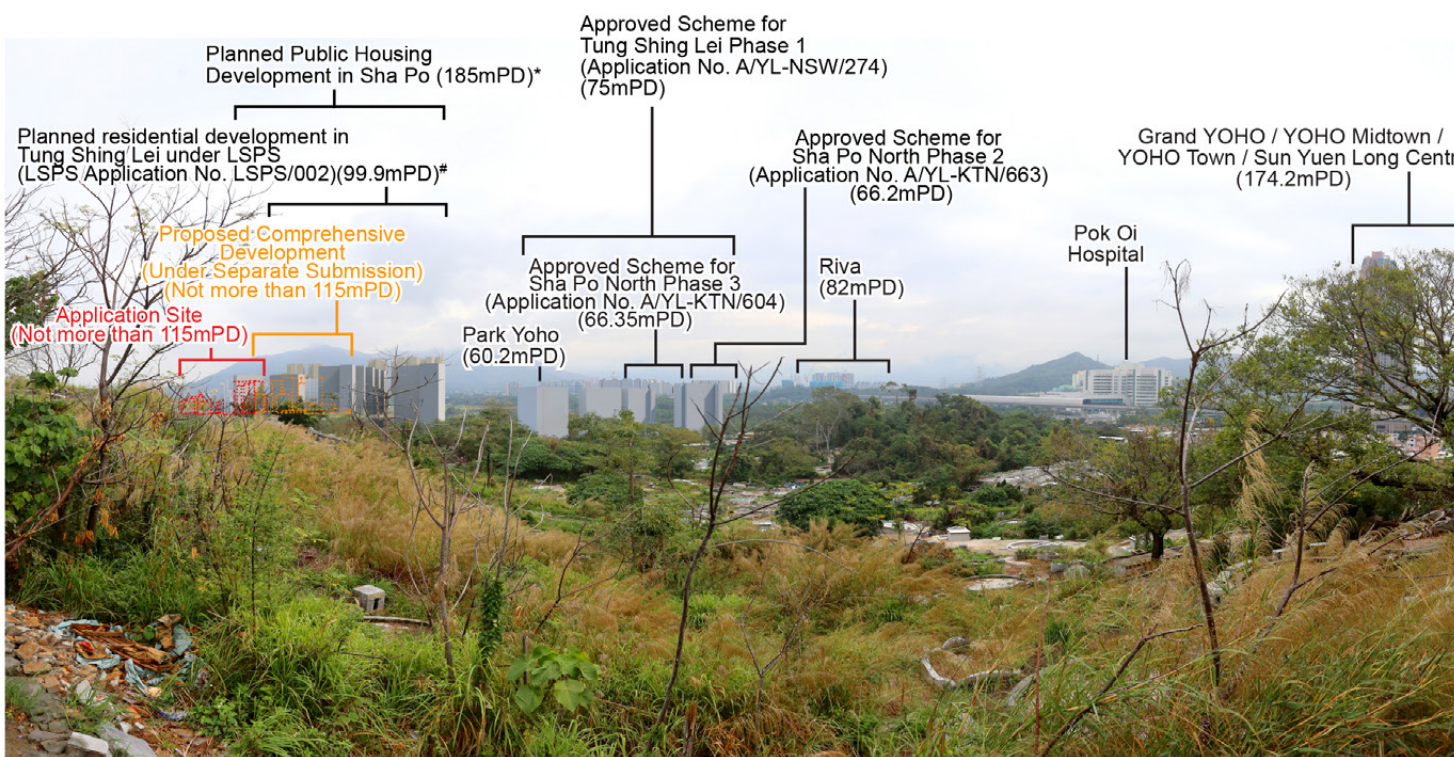 Planned Public Housing
Development in Sha Po (185mPD)*
Planned residential development in
Tung Shing Lei under LSPS
(LSPS Application No. LSPS/002)(99.9mPD)#
Proposed Comprehensive
Development
(Under Separate Submission)
(Not more than 115mPD)
Application Site
(Not more than 115mPD)
Approved Scheme for
Tung Shing Lei Phase 1
(Application No. A/YL-NSW/274)
(75mPD)
Approved Scheme for
Sha Po North Phase 3
(Application No. A/YL-KTN/604)
(66.35mPD)
Park Yoho
(60.2mPD)
Approved Scheme for
Sha Po North Phase 2
(Application No. A/YL-KTN/663)
(66.2mPD)
Riva
(82mPD)
Pok Oi
Hospital
Grand YOHO / YOHO Midtown /
YOHO Town / Sun Yuen Long Centr
(174.2mPD)